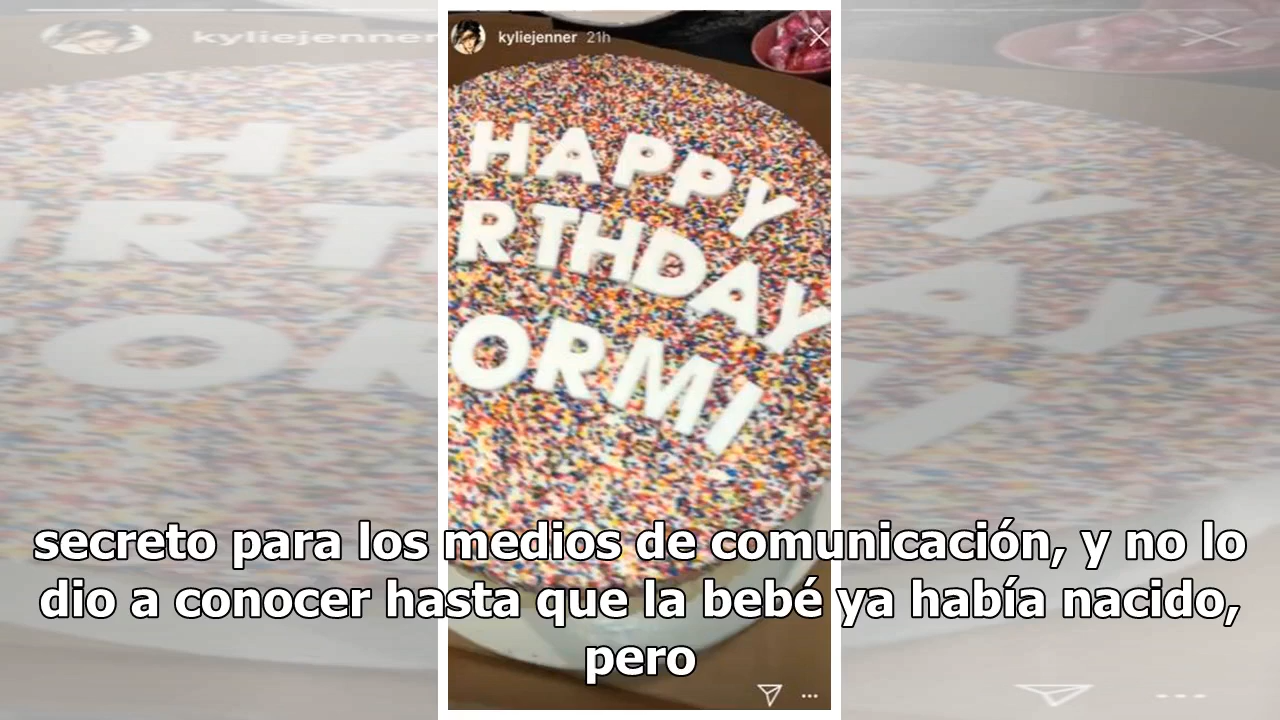 kyliejenner 21h
kyliejenner
HAPPY
RTHDAY
ORMI
secreto para los medios de comunicación, y no lo
dio a conocer hasta que la bebé ya había nacido,
pero